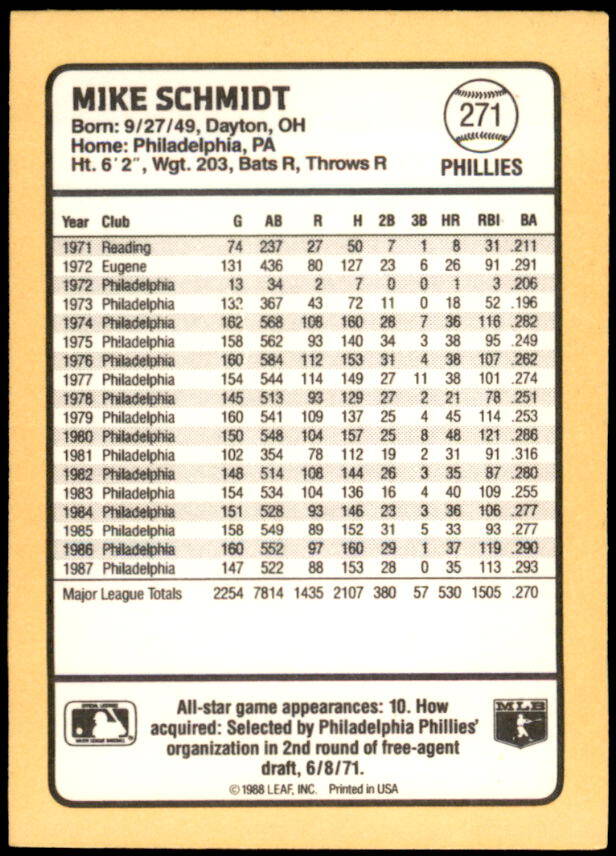 MIKE SCHMIDT
Born: 9/27/49, Dayton, OH
Home: Philadelphia, PA
Ht. 6'2", Wgt. 203, Bats R, Throws R
271
PHILLIES
Year Club G AB R H 2B 3B HR RBI BA
1971 Reading 74 237 27 50 7 1 8 31 .211
1972 Eugene 131 436 80 127 23 6 26 91 .291
1972 Philadelphia 13 34 2 7 0 0 1 3 .206
1973 Philadelphia 132 367 43 72 11 0 18 52 .196
1974 Philadelphia 162 568 108 160 28 7 36 116 .282
1975 Philadelphia 158 562 93 140 34 3 38 95 .249
1976 Philadelphia 160 584 112 153 31 4 38 107 .262
1977 Philadelphia 154 544 114 149 27 11 38 101 .274
1978 Philadelphia 145 513 93 129 27 2 21 78 .251
1979 Philadelphia 160 541 109 137 25 4 45 114 .253
1980 Philadelphia 150 548 104 157 25 8 48 121 .286
1981 Philadelphia 102 354 78 112 19 2 31 91 .316
1982 Philadelphia 148 514 108 144 26 3 35 87 .280
1983 Philadelphia 154 534 104 136 16 4 40 109 .255
1984 Philadelphia 151 528 93 146 23 3 36 106 .277
1985 Philadelphia 158 549 89 152 31 5 33 93 .277
1986 Philadelphia 160 552 97 160 29 1 37 119 .290
1987 Philadelphia 147 522 88 153 28 0 35 113 .293
Major League Totals 2254 7814 1435 2107 380 57 530 1505 .270
All-star game appearances: 10. How
acquired: Selected by Philadelphia Phillies'
organization in 2nd round of free-agent
draft, 6/8/71.
OFFICIAL LICENSEE
MAJOR LEAGUE BASEBALL
MLB
©1988 LEAF, INC. Printed in USA